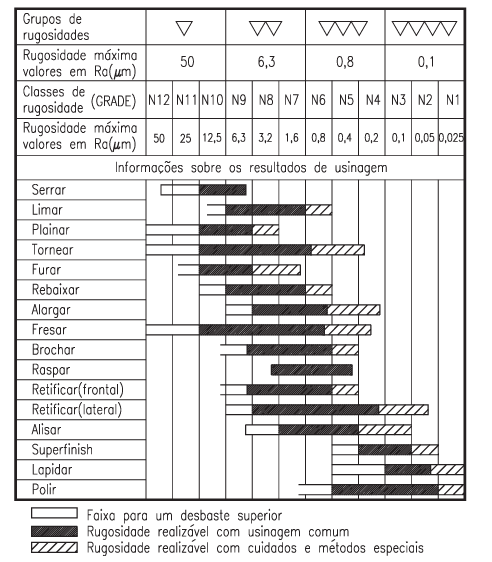 Grupos de
rugosidades
Rugosidade máxima
valores em Ra(μm)
50 6,3 0,8 0,1
Classes de
rugosidade (GRADE) N12 N11 N10 N9 N8 N7 N6 N5 N4 N3 N2 N1
Rugosidade máxima
valores em Ra(μm)
50 25 12,5 6,3 3,2 1,6 0,8 0,4 0,2 0,1 0,05 0,025
Informações sobre os resultados de usinagem
Serrar
Limar
Plainar
Tornear
Furar
Rebaixar
Alargar
Fresar
Brochar
Raspar
Retificar(frontal)
Retificar(lateral)
Alisar
Superfinish
Lapidar
Polir
Faixa para um desbaste superior
Rugosidade realizável com usinagem comum
Rugosidade realizável com cuidados e métodos especiais